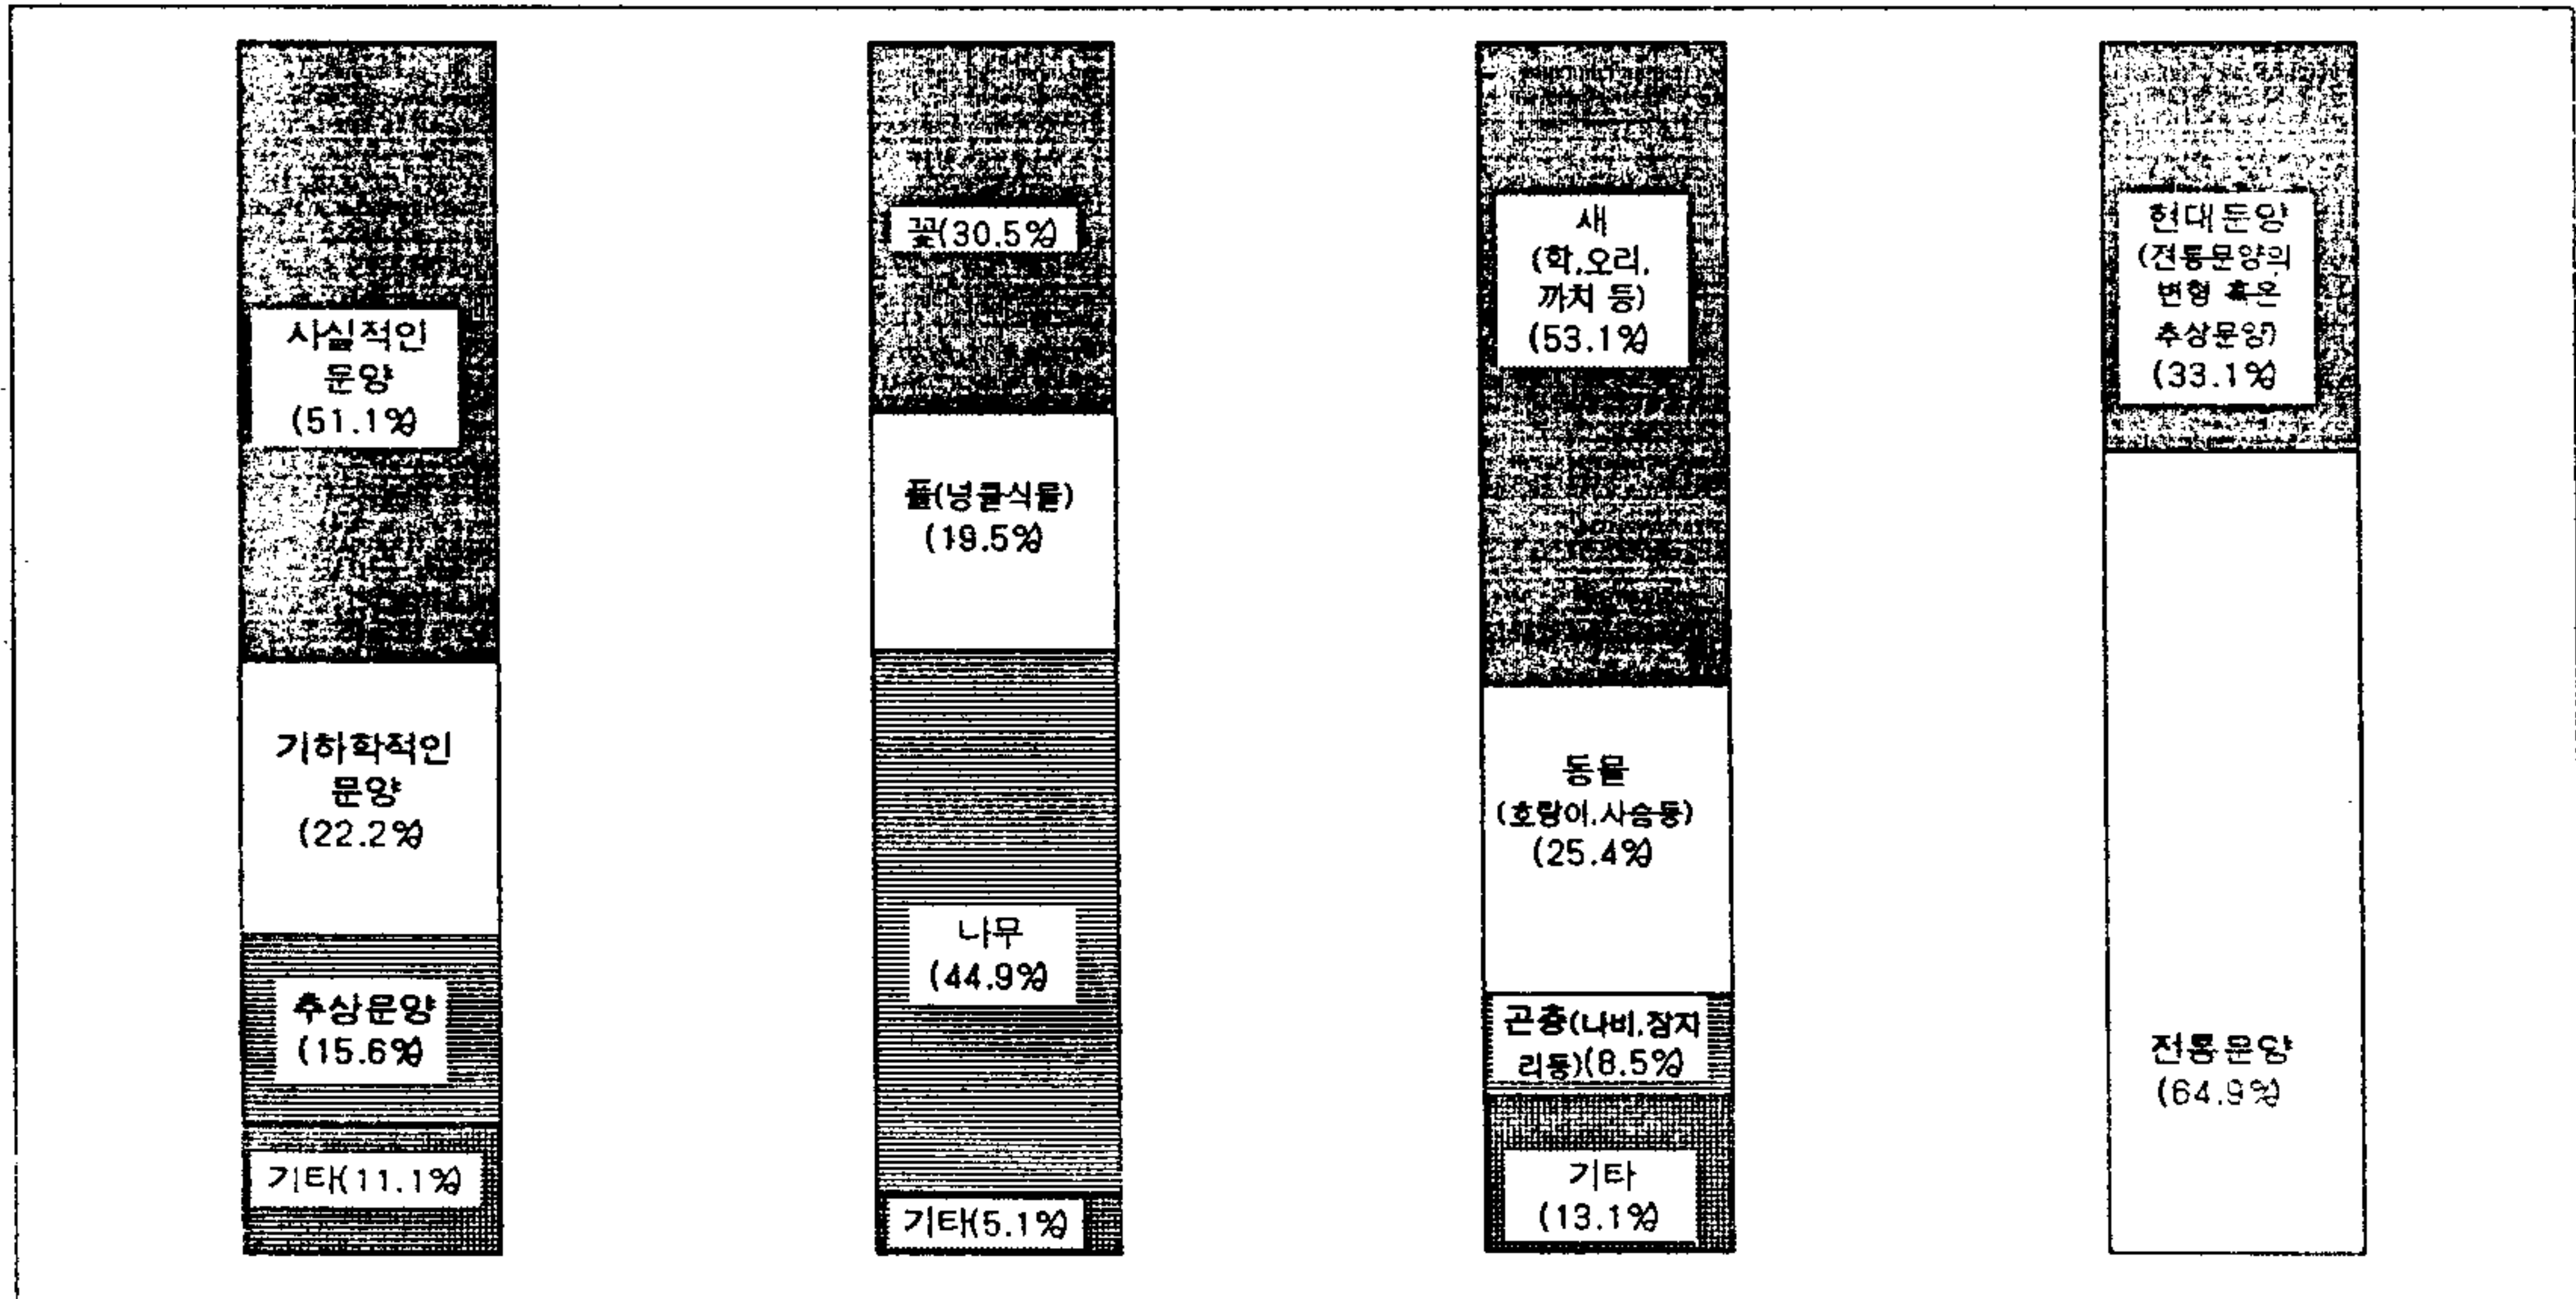 사실적인
문양
(51.1%)
기하학적인
문양
(22.2%)
추상문양
(15.6%)
기타(11.1%)
꽃(30.5%)
풀(넝쿨식물)
(19.5%)
나무
(44.9%)
기타(5.1%)
새
(학,오리,
까치 등)
(53.1%)
동물
(호랑이,사슴등)
(25.4%)
곤충(나비,잠자
리등)(8.5%)
기타
(13.1%)
현대문양
(전통문양의
변형 혹은
추상문양)
(33.1%)
전통문양
(64.9%)